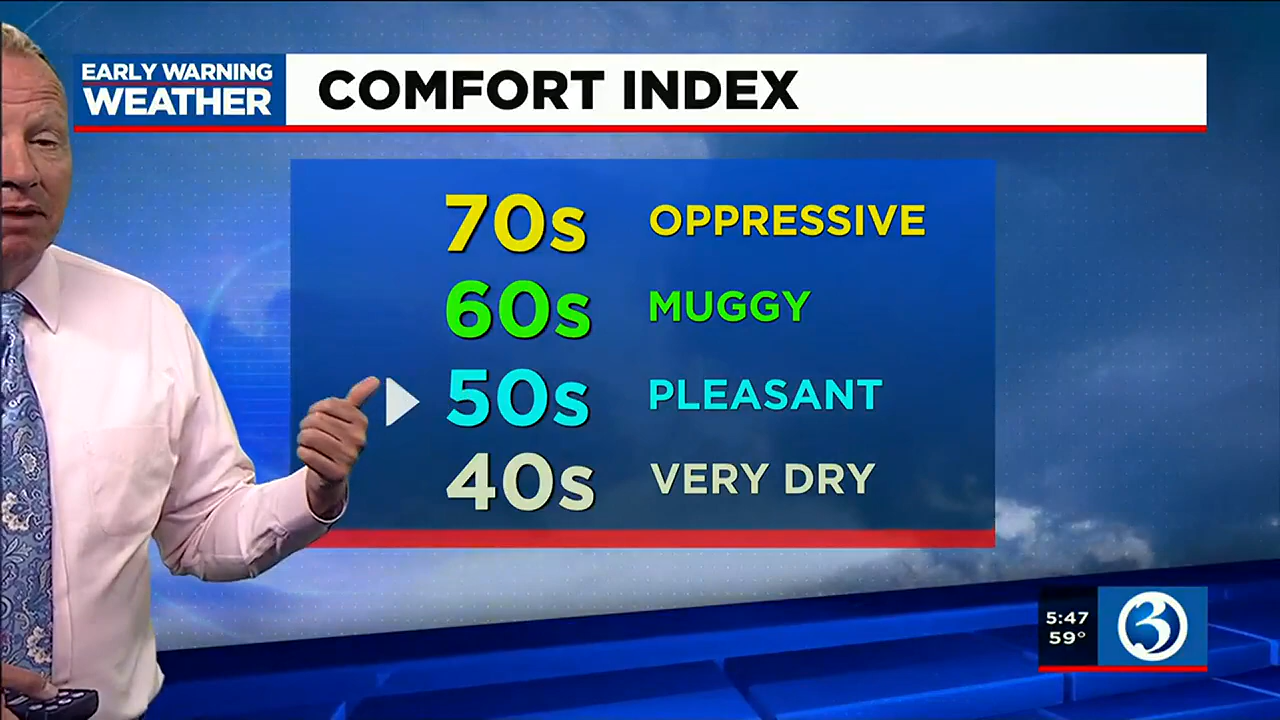 EARLY WARNING
WEATHER
COMFORT INDEX
70s OPPRESSIVE
60s MUGGY
50s PLEASANT
40s VERY DRY
5:47
59°
3